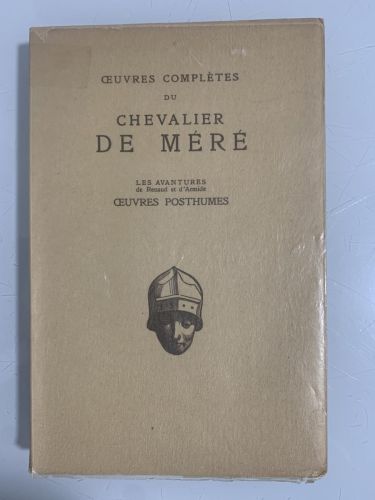 ŒUVRES COMPLÈTES
DU
CHEVALIER
DE MÉRÉ
LES AVANTURES
de Renaud et d'Armide
ŒUVRES POSTHUMES